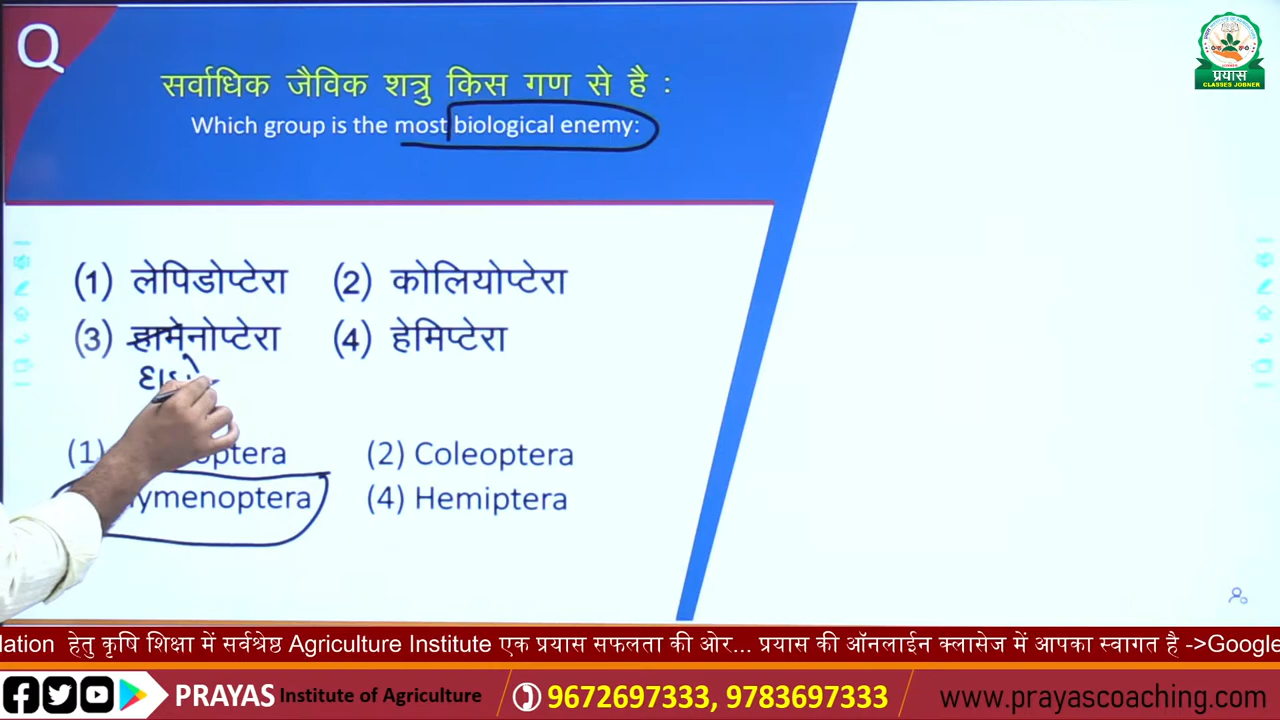 Q
सर्वाधिक जैविक शत्रु किस गण से है :
Which group is the most biological enemy:
प्रयास
CLASSES JOBNER
(1) लेपिडोप्टेरा (2) कोलियोप्टेरा
(3) हामेनोप्टेरा (4) हेमिप्टेरा
(1) optera (2) Coleoptera
ymenoptera (4) Hemiptera
lation हेतु कृषि शिक्षा में सर्वश्रेष्ठ Agriculture Institute एक प्रयास सफलता की ओर... प्रयास की ऑनलाईन क्लासेज में आपका स्वागत है ->Google
PRAYAS Institute of Agriculture 9672697333, 9783697333 www.prayascoaching.com